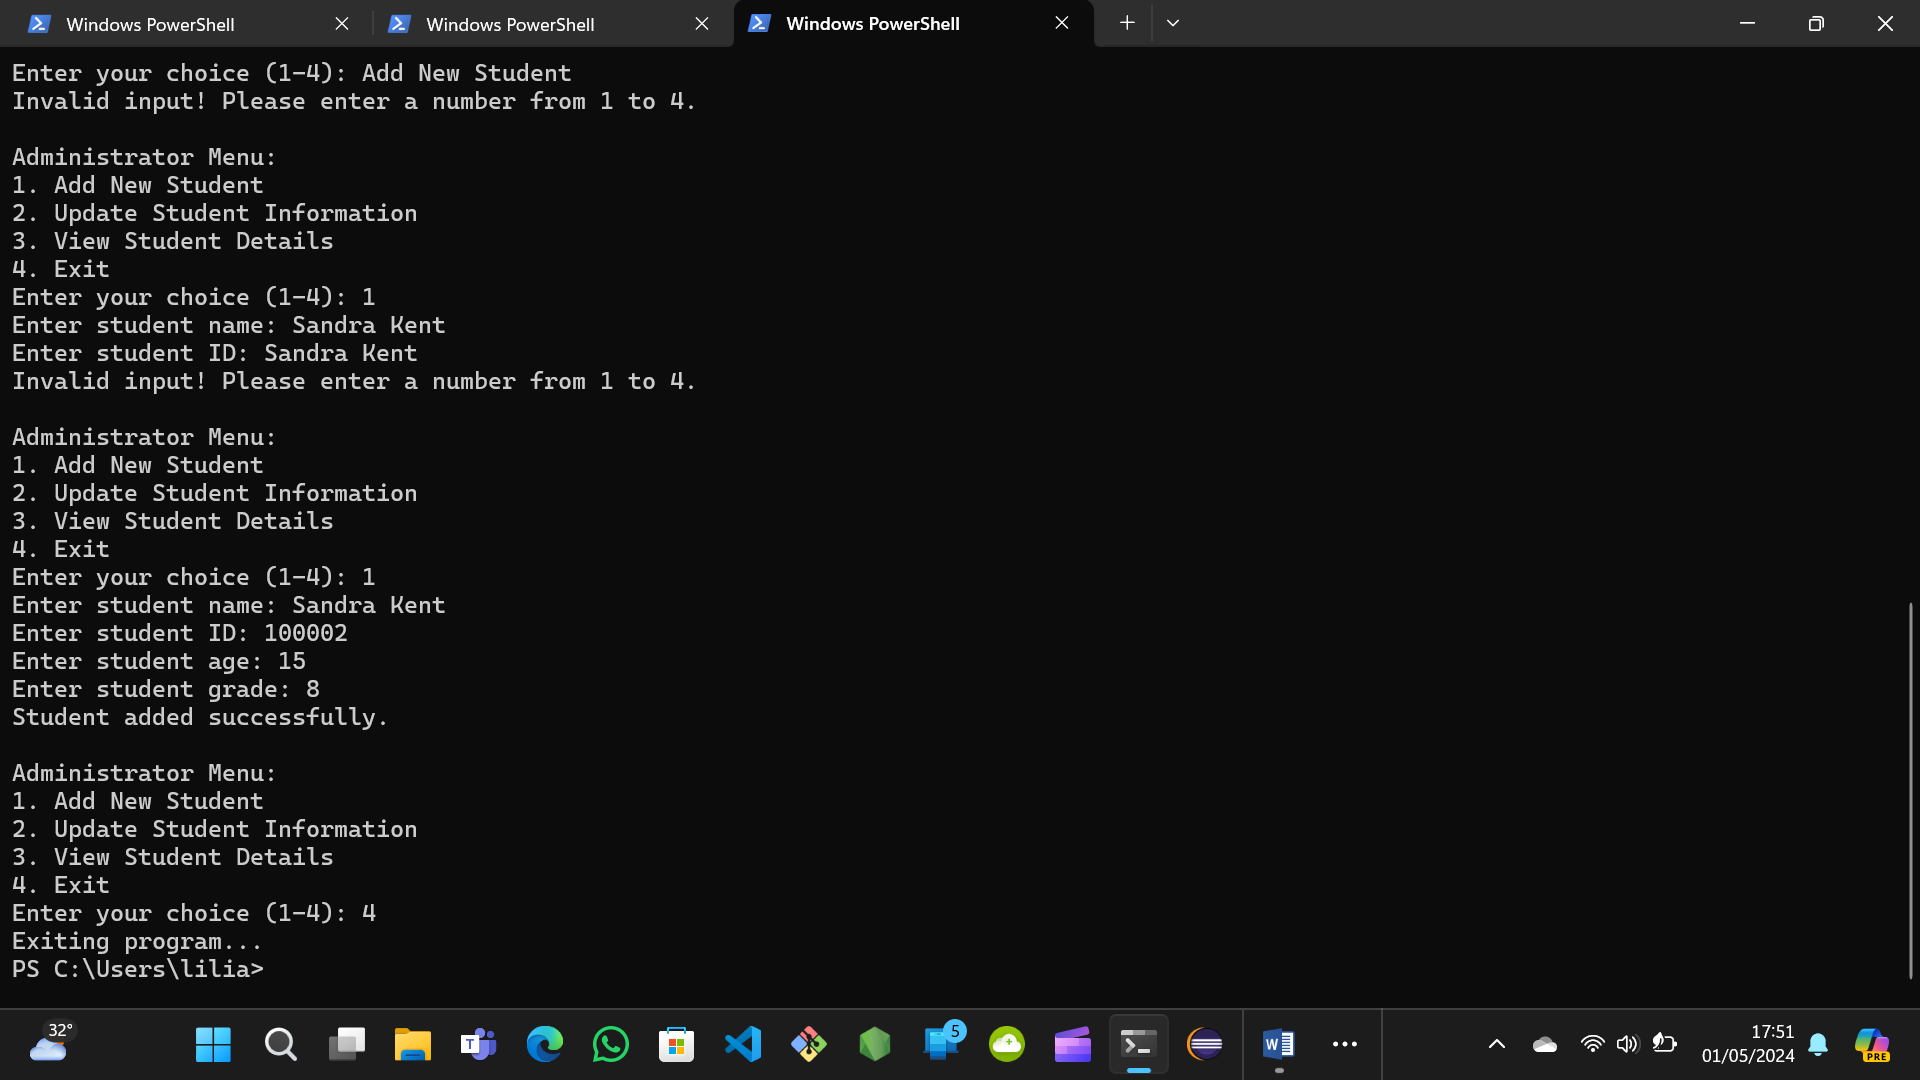 Windows PowerShell
Windows PowerShell
Windows PowerShell
Enter your choice (1-4): Add New Student
Invalid input! Please enter a number from 1 to 4.
Administrator Menu:
1. Add New Student
2. Update Student Information
3. View Student Details
4. Exit
Enter your choice (1-4): 1
Enter student name: Sandra Kent
Enter student ID: Sandra Kent
Invalid input! Please enter a number from 1 to 4.
Administrator Menu:
1. Add New Student
2. Update Student Information
3. View Student Details
4. Exit
Enter your choice (1-4): 1
Enter student name: Sandra Kent
Enter student ID: 100002
Enter student age: 15
Enter student grade: 8
Student added successfully.
Administrator Menu:
1. Add New Student
2. Update Student Information
3. View Student Details
4. Exit
Enter your choice (1-4): 4
Exiting program...
PS C:\Users\lilia>
32°
T
5
W
17:51
01/05/2024
PRE